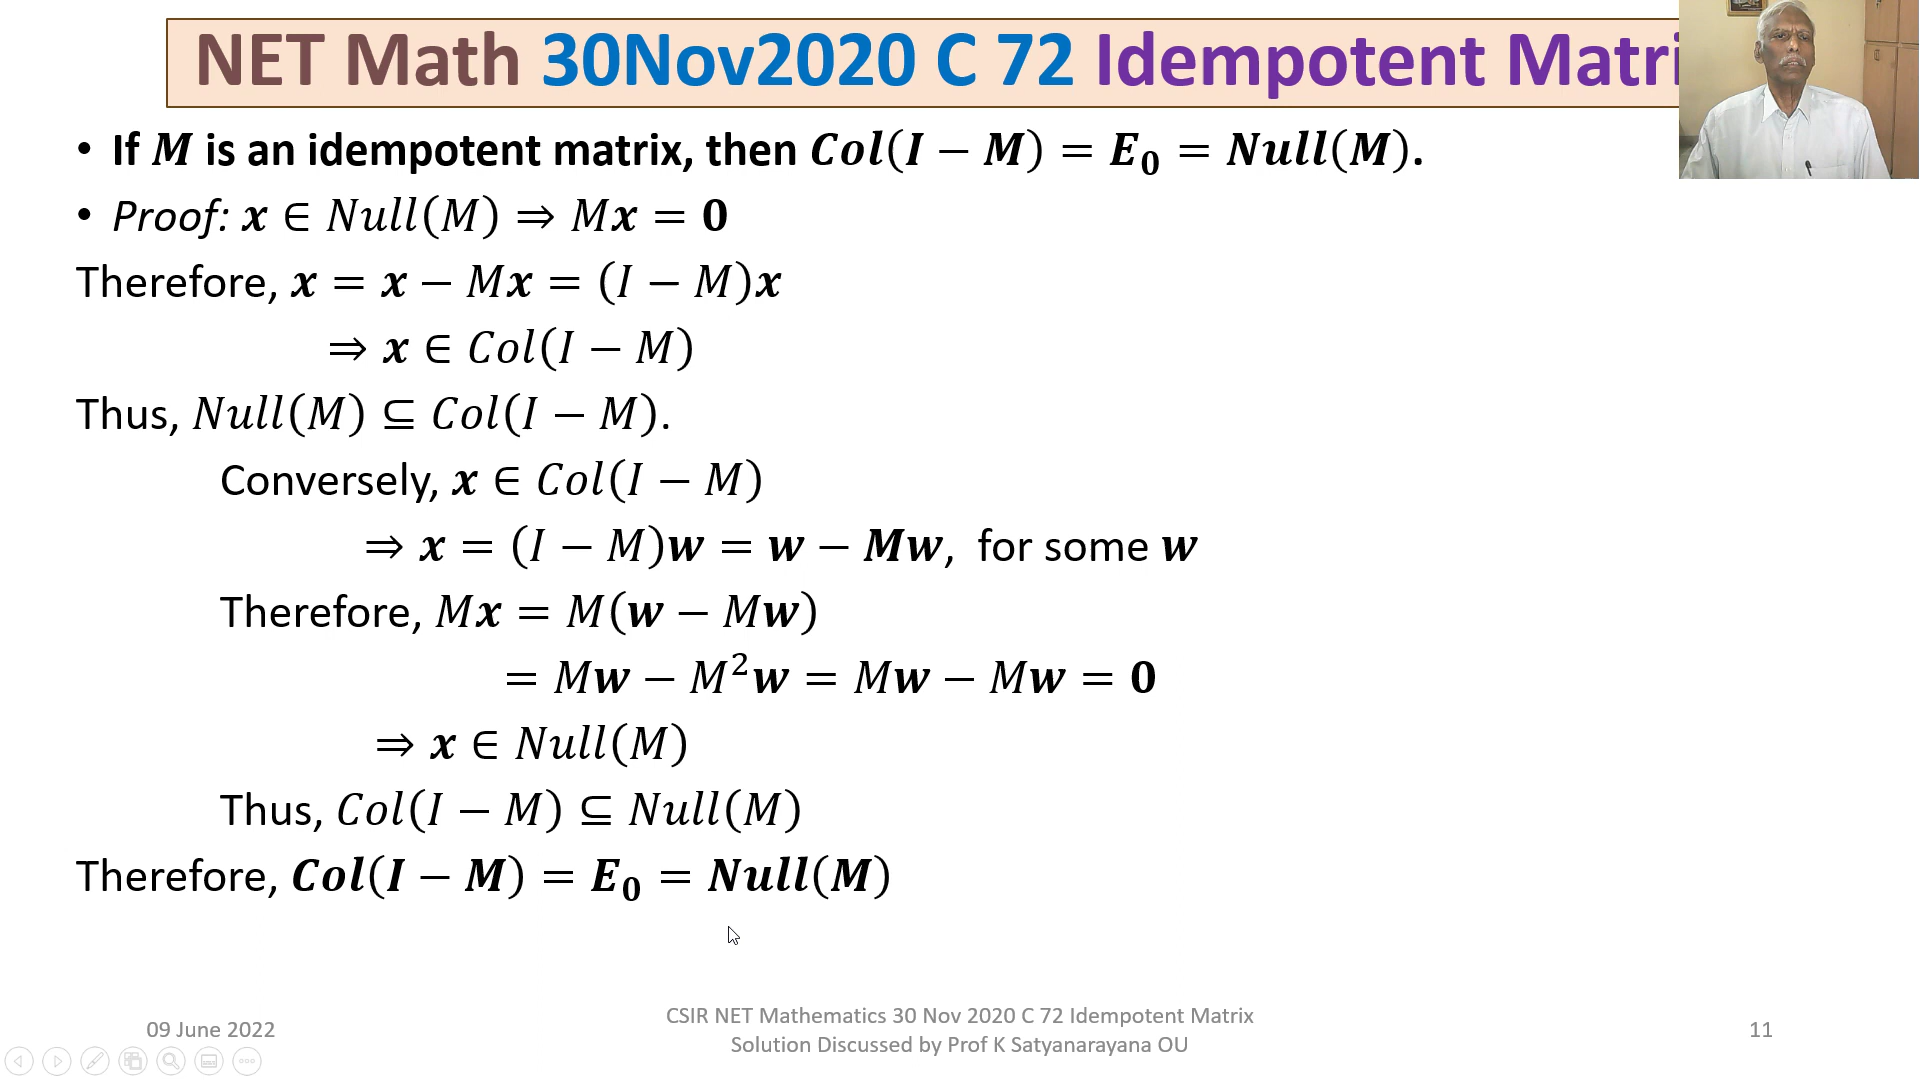 NET Math 30Nov2020 C 72 Idempotent Matri
• If M is an idempotent matrix, then Col(I − M) = E₀ = Null(M).
• Proof: x ∈ Null(M) ⇒ Mx = 0
Therefore, x = x − Mx = (I − M)x
⇒ x ∈ Col(I − M)
Thus, Null(M) ⊆ Col(I − M).
Conversely, x ∈ Col(I − M)
⇒ x = (I − M)w = w − Mw, for some w
Therefore, Mx = M(w − Mw)
= Mw − M²w = Mw − Mw = 0
⇒ x ∈ Null(M)
Thus, Col(I − M) ⊆ Null(M)
Therefore, Col(I − M) = E₀ = Null(M)
09 June 2022
CSIR NET Mathematics 30 Nov 2020 C 72 Idempotent Matrix
Solution Discussed by Prof K Satyanarayana OU
11